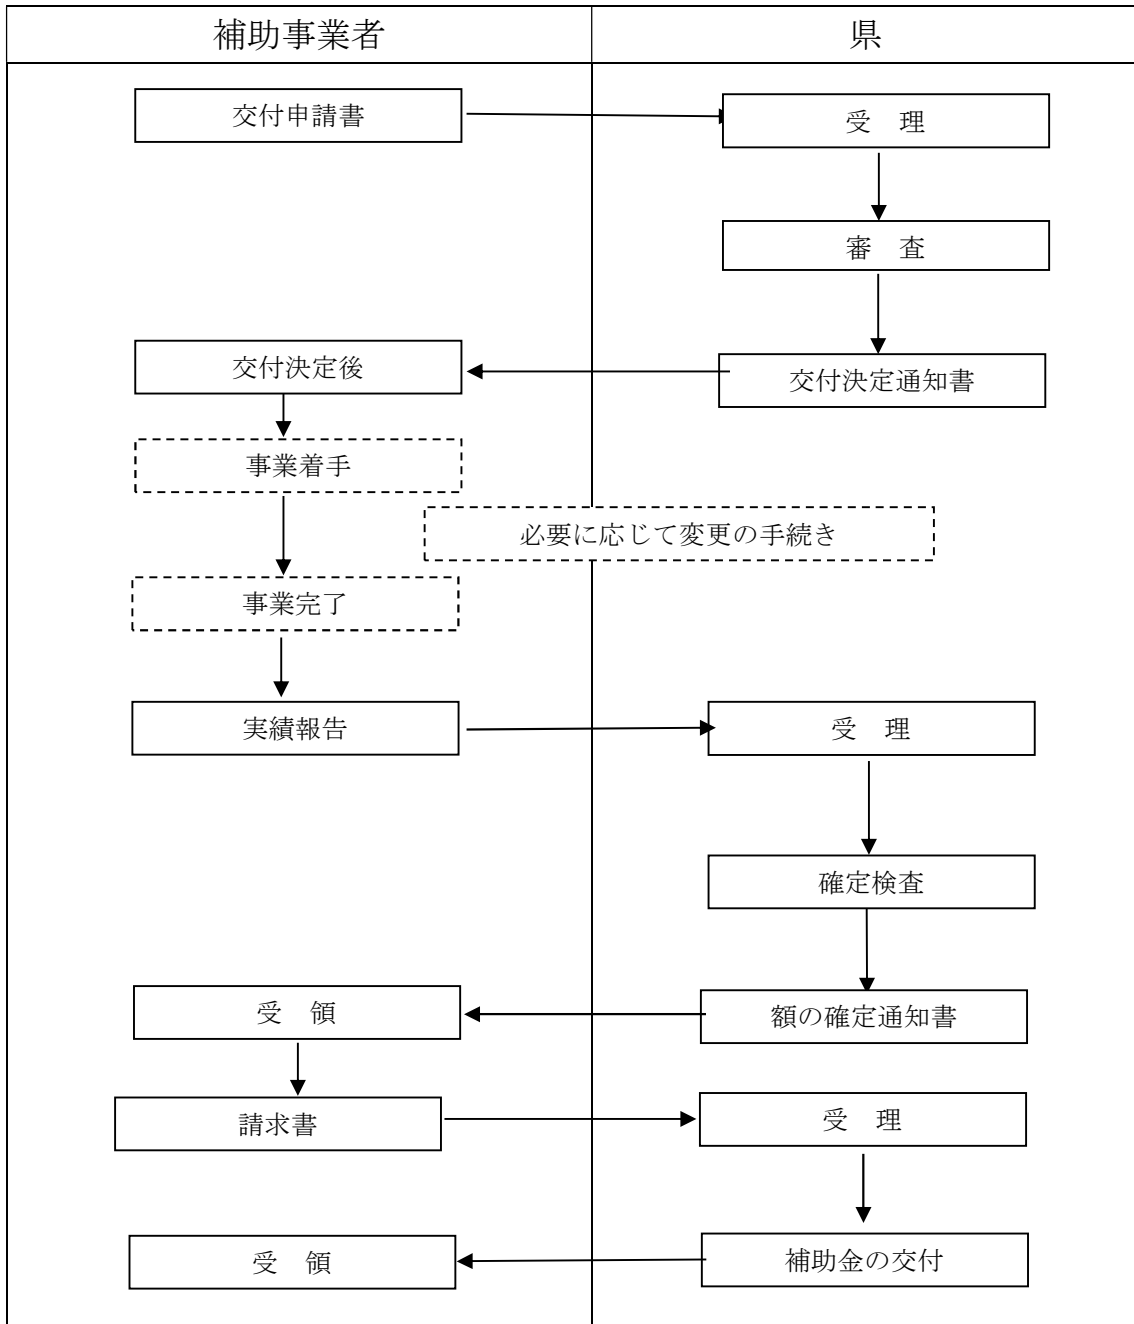 補助事業者
県
交付申請書
受　理
審　査
交付決定後
交付決定通知書
事業着手
必要に応じて変更の手続き
事業完了
実績報告
受　理
確定検査
受　領
額の確定通知書
請求書
受　理
受　領
補助金の交付